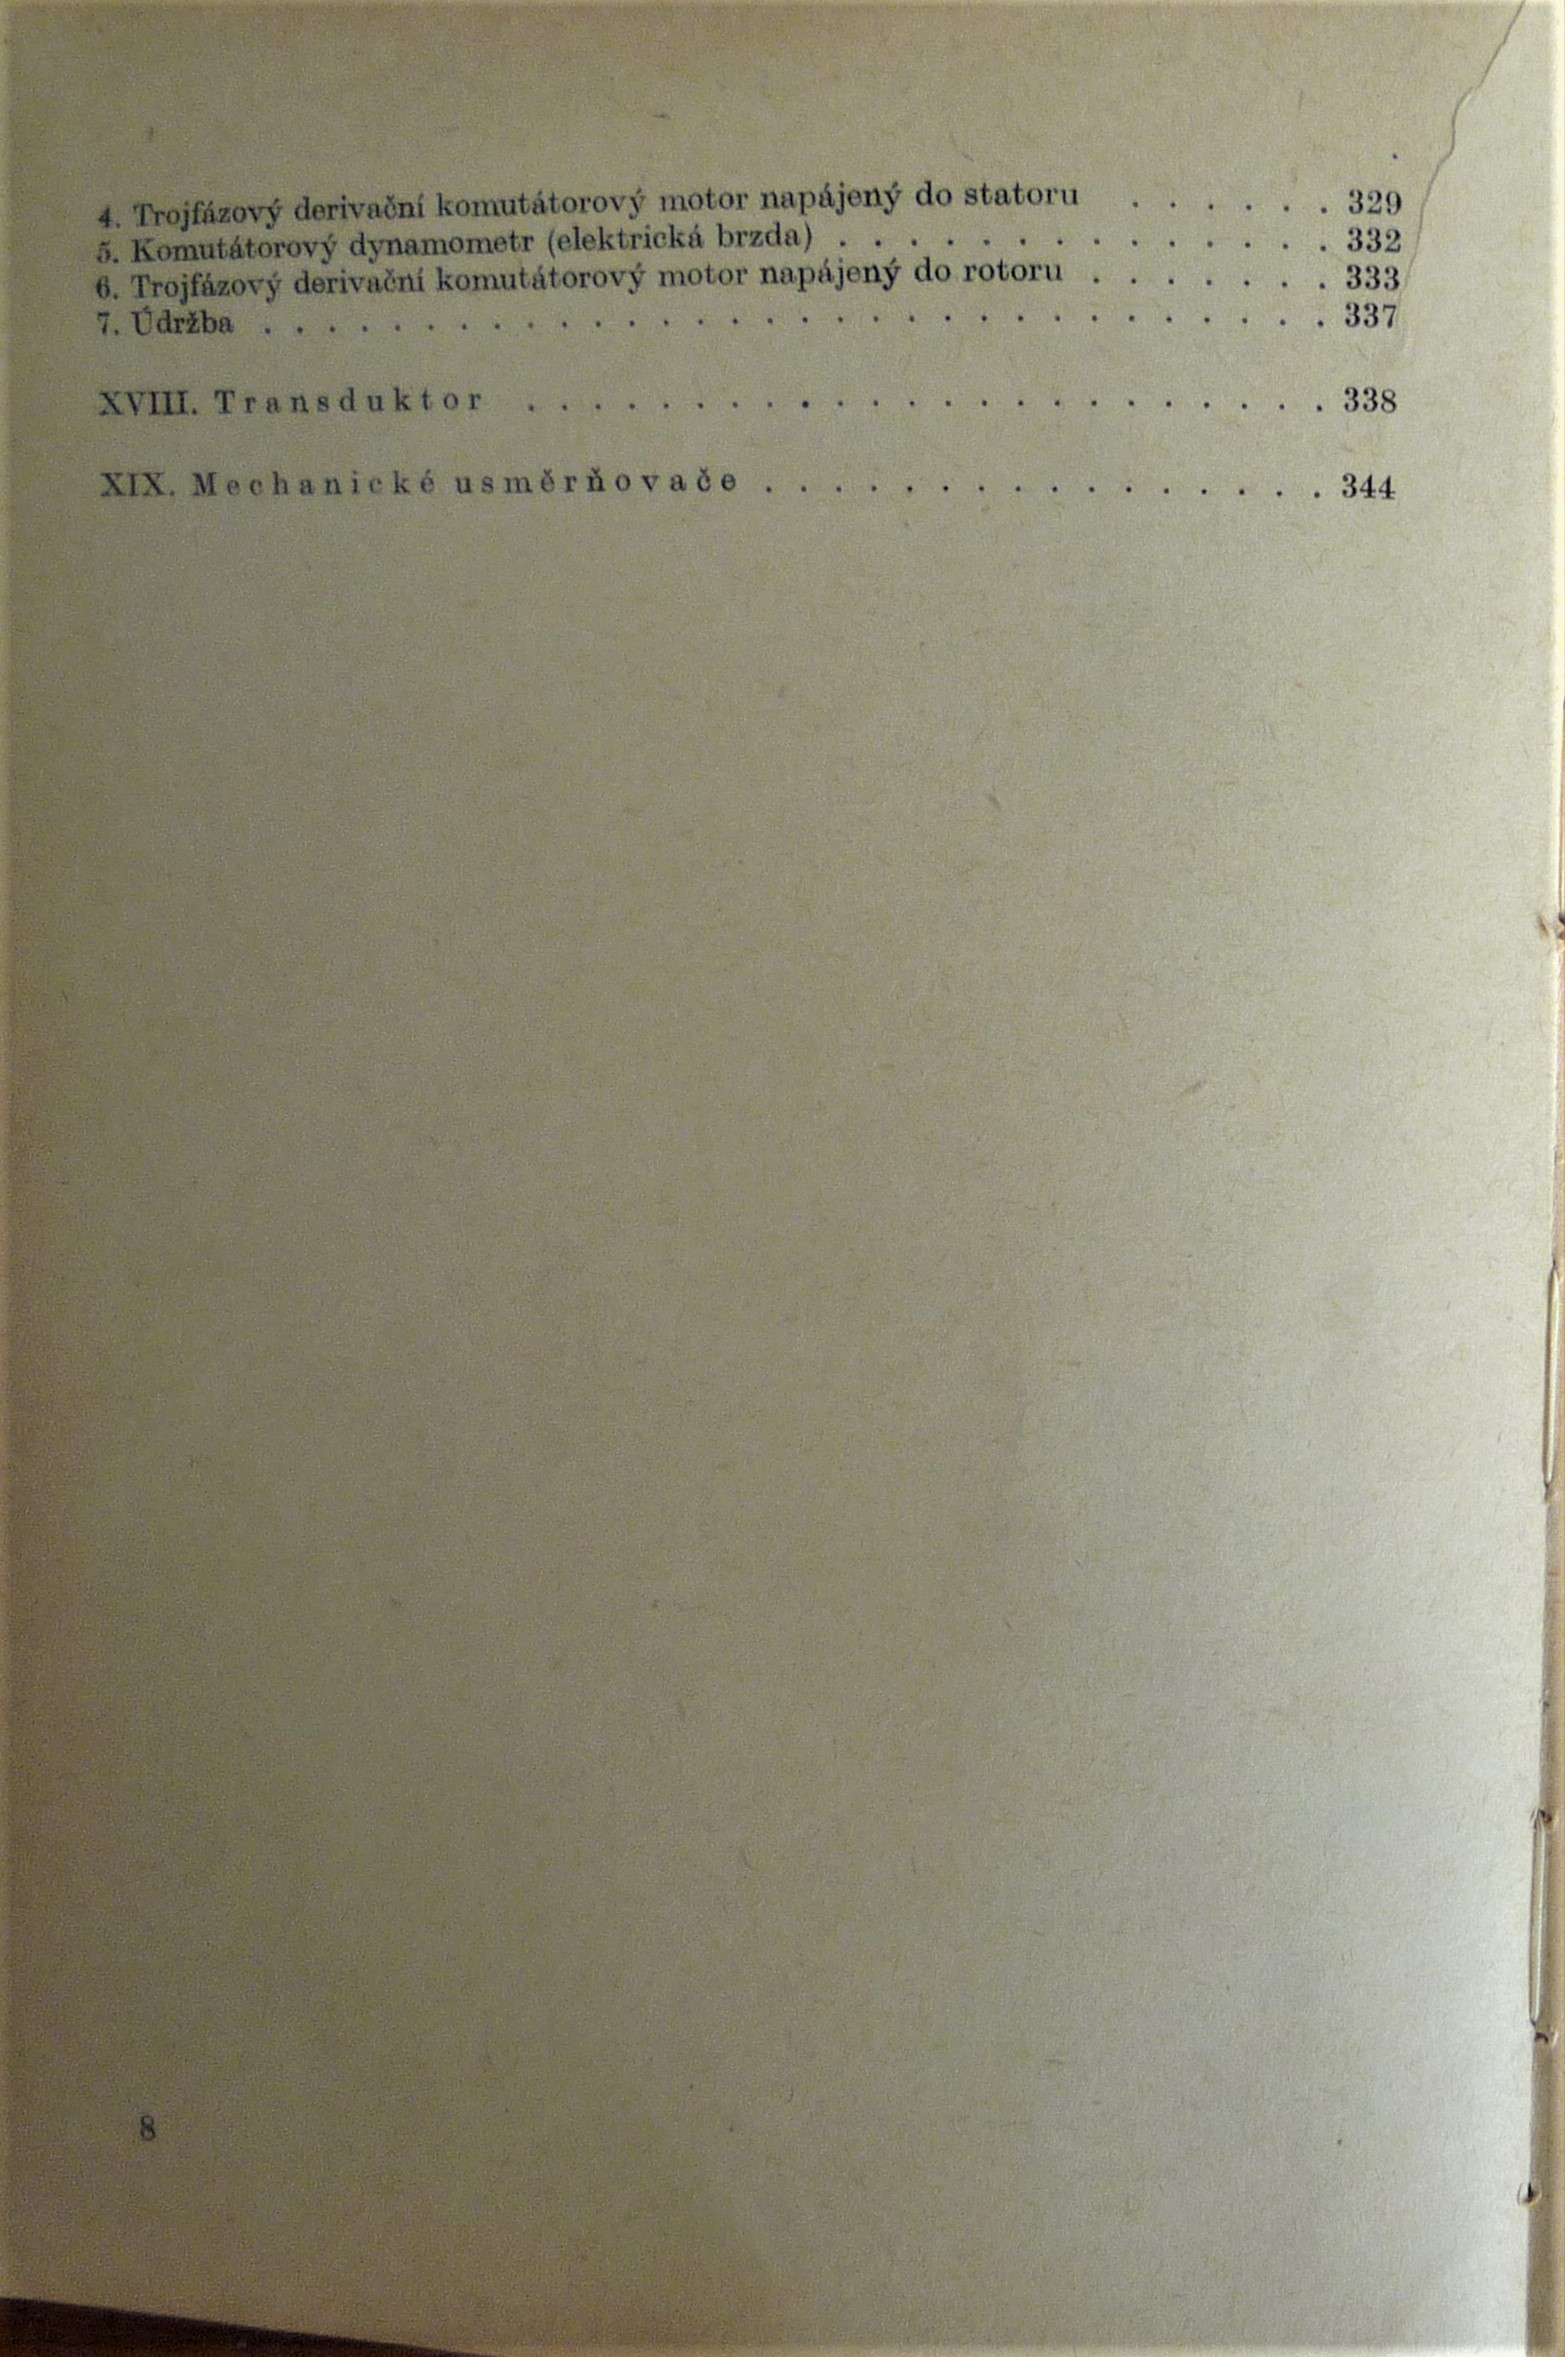 4. Trojfázový derivační komutátorový motor napájený do statoru . . . . . . 329
5. Komutátorový dynamometr (elektrická brzda) . . . . . . . . . . . . . . 332
6. Trojfázový derivační komutátorový motor napájený do rotoru . . . . . . . 333
7. Údržba . . . . . . . . . . . . . . . . . . . . . . . . . . . . . . . 337
XVIII. Transduktor . . . . . . . . . . . . . . . . . . . . . . . 338
XIX. Mechanické usměrňovače . . . . . . . . . . . . . . . . 344
8